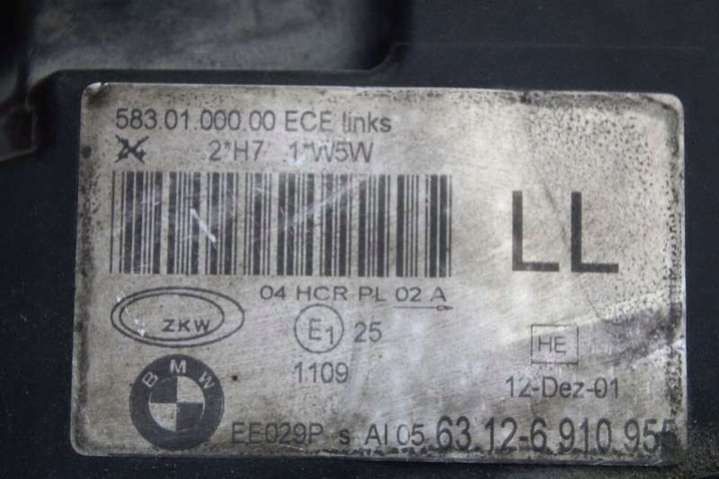 583.01.000.00 ECE links
2*H7 1*W5W
LL
04 HCR PL 02 A
ZKW
E1 25
HE
1109
12-Dez-01
BMW
EE029P s AI 05 63.12-6 910 955